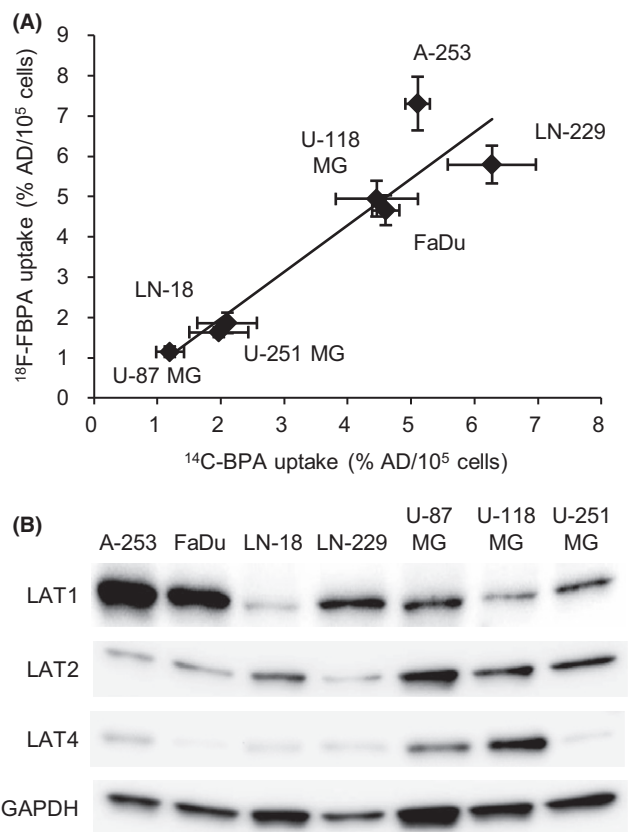 (A)
9
8
7
6
5
4
3
2
1
0
¹⁸F-FBPA uptake (% AD/10⁵ cells)
A-253
U-118
MG
LN-229
FaDu
LN-18
U-251 MG
U-87 MG
0 1 2 3 4 5 6 7 8
¹⁴C-BPA uptake (% AD/10⁵ cells)
(B)
A-253 FaDu LN-18 LN-229 U-87 MG U-118 MG U-251 MG
LAT1
LAT2
LAT4
GAPDH